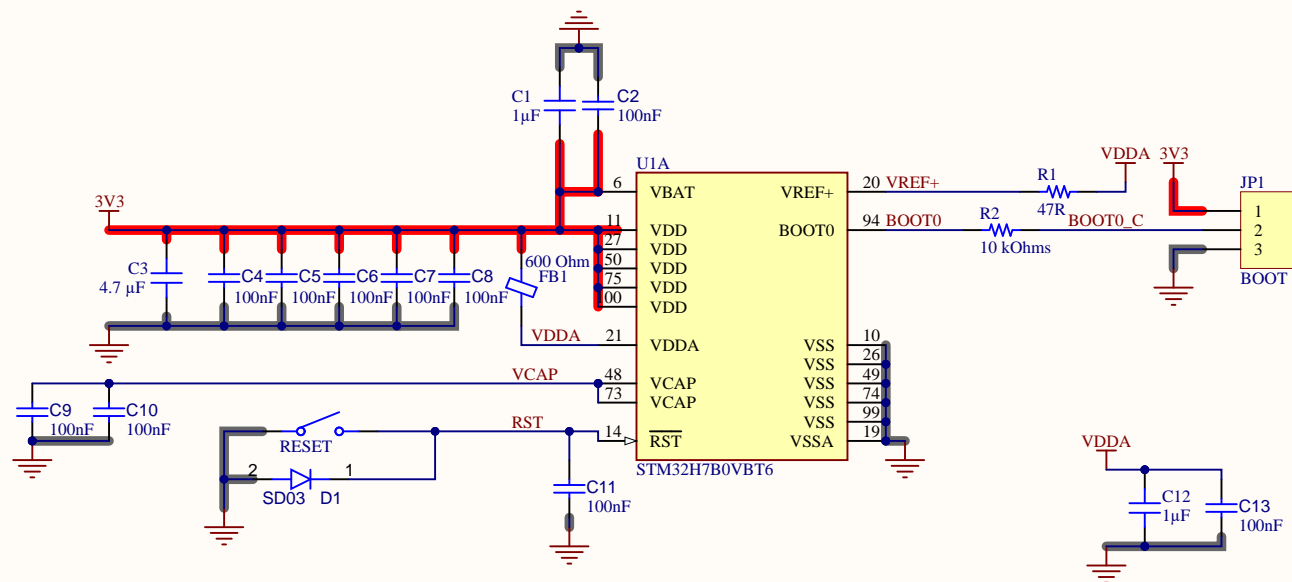 C1
1µF
C2
100nF
U1A
6
VBAT
VREF+
20
VREF+
R1
47R
VDDA
3V3
JP1
1
2
3
BOOT
3V3
11
VDD
27
VDD
50
VDD
75
VDD
00
VDD
BOOT0
94
BOOT0
R2
10 kOhms
BOOT0_C
C3
4.7 µF
C4
100nF
C5
100nF
C6
100nF
C7
100nF
C8
100nF
600 Ohm
FB1
VDDA
21
VDDA
VSS
10
VSS
26
VCAP
48
VCAP
VSS
49
73
VCAP
VSS
74
VSS
99
RST
14
RST
VSSA
19
STM32H7B0VBT6
C9
100nF
C10
100nF
RESET
2
1
SD03
D1
C11
100nF
VDDA
C12
1µF
C13
100nF